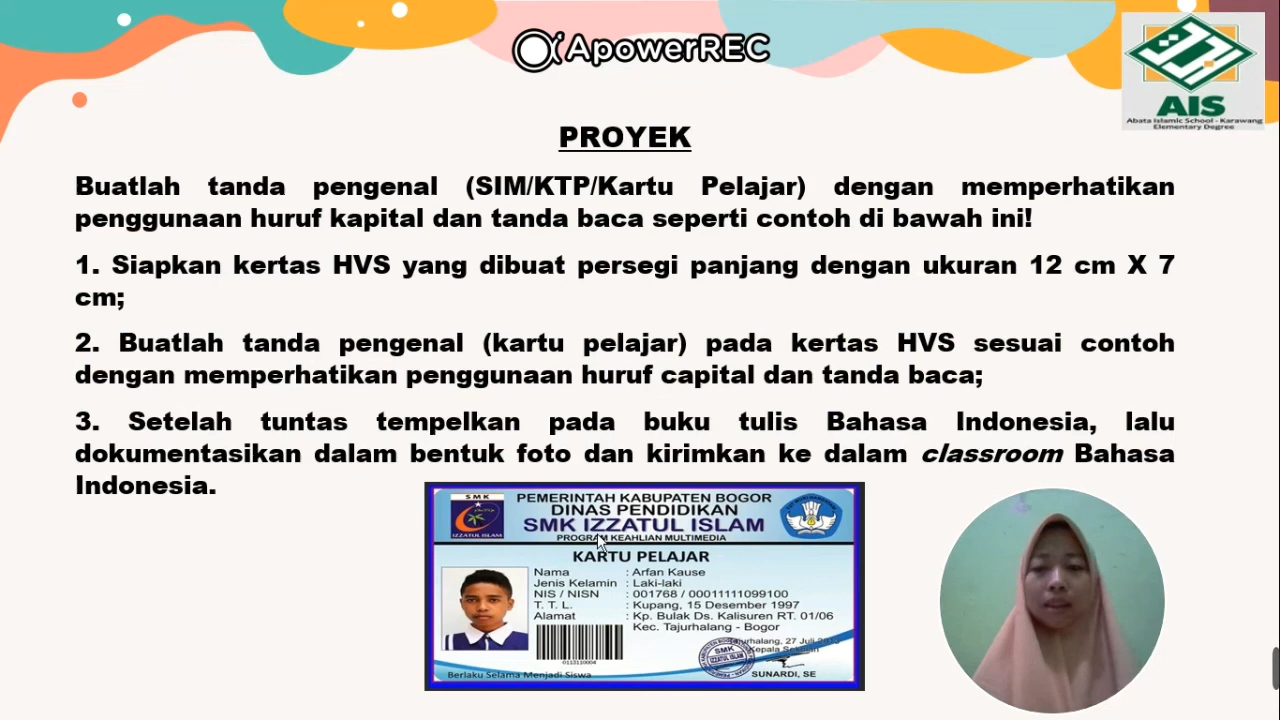 ApowerREC
AIS
Abata Islamic School - Karawang
Elementary Degree
PROYEK
Buatlah tanda pengenal (SIM/KTP/Kartu Pelajar) dengan memperhatikan
penggunaan huruf kapital dan tanda baca seperti contoh di bawah ini!
1. Siapkan kertas HVS yang dibuat persegi panjang dengan ukuran 12 cm X 7
cm;
2. Buatlah tanda pengenal (kartu pelajar) pada kertas HVS sesuai contoh
dengan memperhatikan penggunaan huruf capital dan tanda baca;
3. Setelah tuntas tempelkan pada buku tulis Bahasa Indonesia, lalu
dokumentasikan dalam bentuk foto dan kirimkan ke dalam classroom Bahasa
Indonesia.
SMK
IZZATUL ISLAM
PEMERINTAH KABUPATEN BOGOR
DINAS PENDIDIKAN
SMK IZZATUL ISLAM
PROGRAM KEAHLIAN MULTIMEDIA
KARTU PELAJAR
Nama : Arfan Kause
Jenis Kelamin : Laki-laki
NIS / NISN : 001768 / 00011111099100
T. T. L. : Kupang, 15 Desember 1997
Alamat : Kp. Bulak Ds. Kalisuren RT. 01/06
Kec. Tajurhalang - Bogor
Tajurhalang, 27 Juli
Kepala Sekolah
SMK
IZZATUL ISLAM
0113110004
Berlaku Selama Menjadi Siswa
SUNARDI, SE